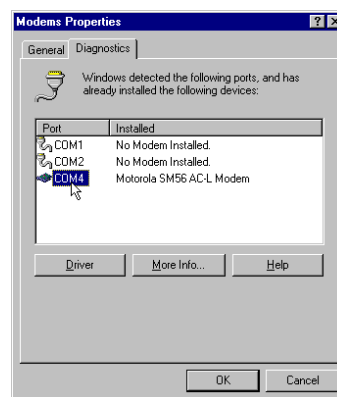 Modems Properties
General Diagnostics
Windows detected the following ports, and has
already installed the following devices:
Port Installed
COM1 No Modem Installed.
COM2 No Modem Installed.
COM4 Motorola SM56 AC-L Modem
Driver More Info... Help
OK Cancel